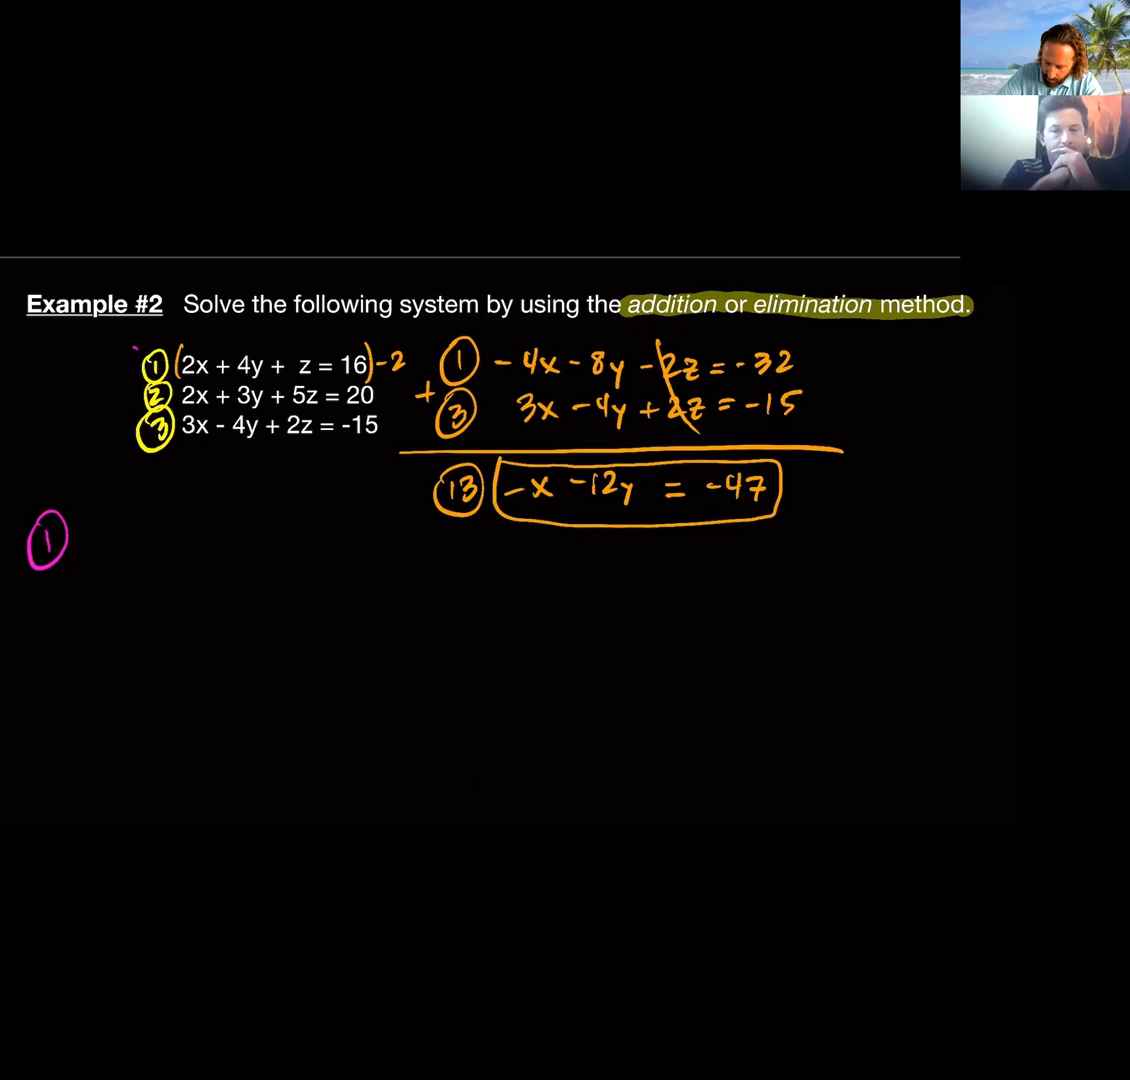 Example #2 Solve the following system by using the addition or elimination method.
① (2x + 4y + z = 16) -2
② 2x + 3y + 5z = 20
③ 3x - 4y + 2z = -15
① -4x - 8y - 2z = -32
+ ③ 3x - 4y + 2z = -15
⑬ -x - 12y = -47
①